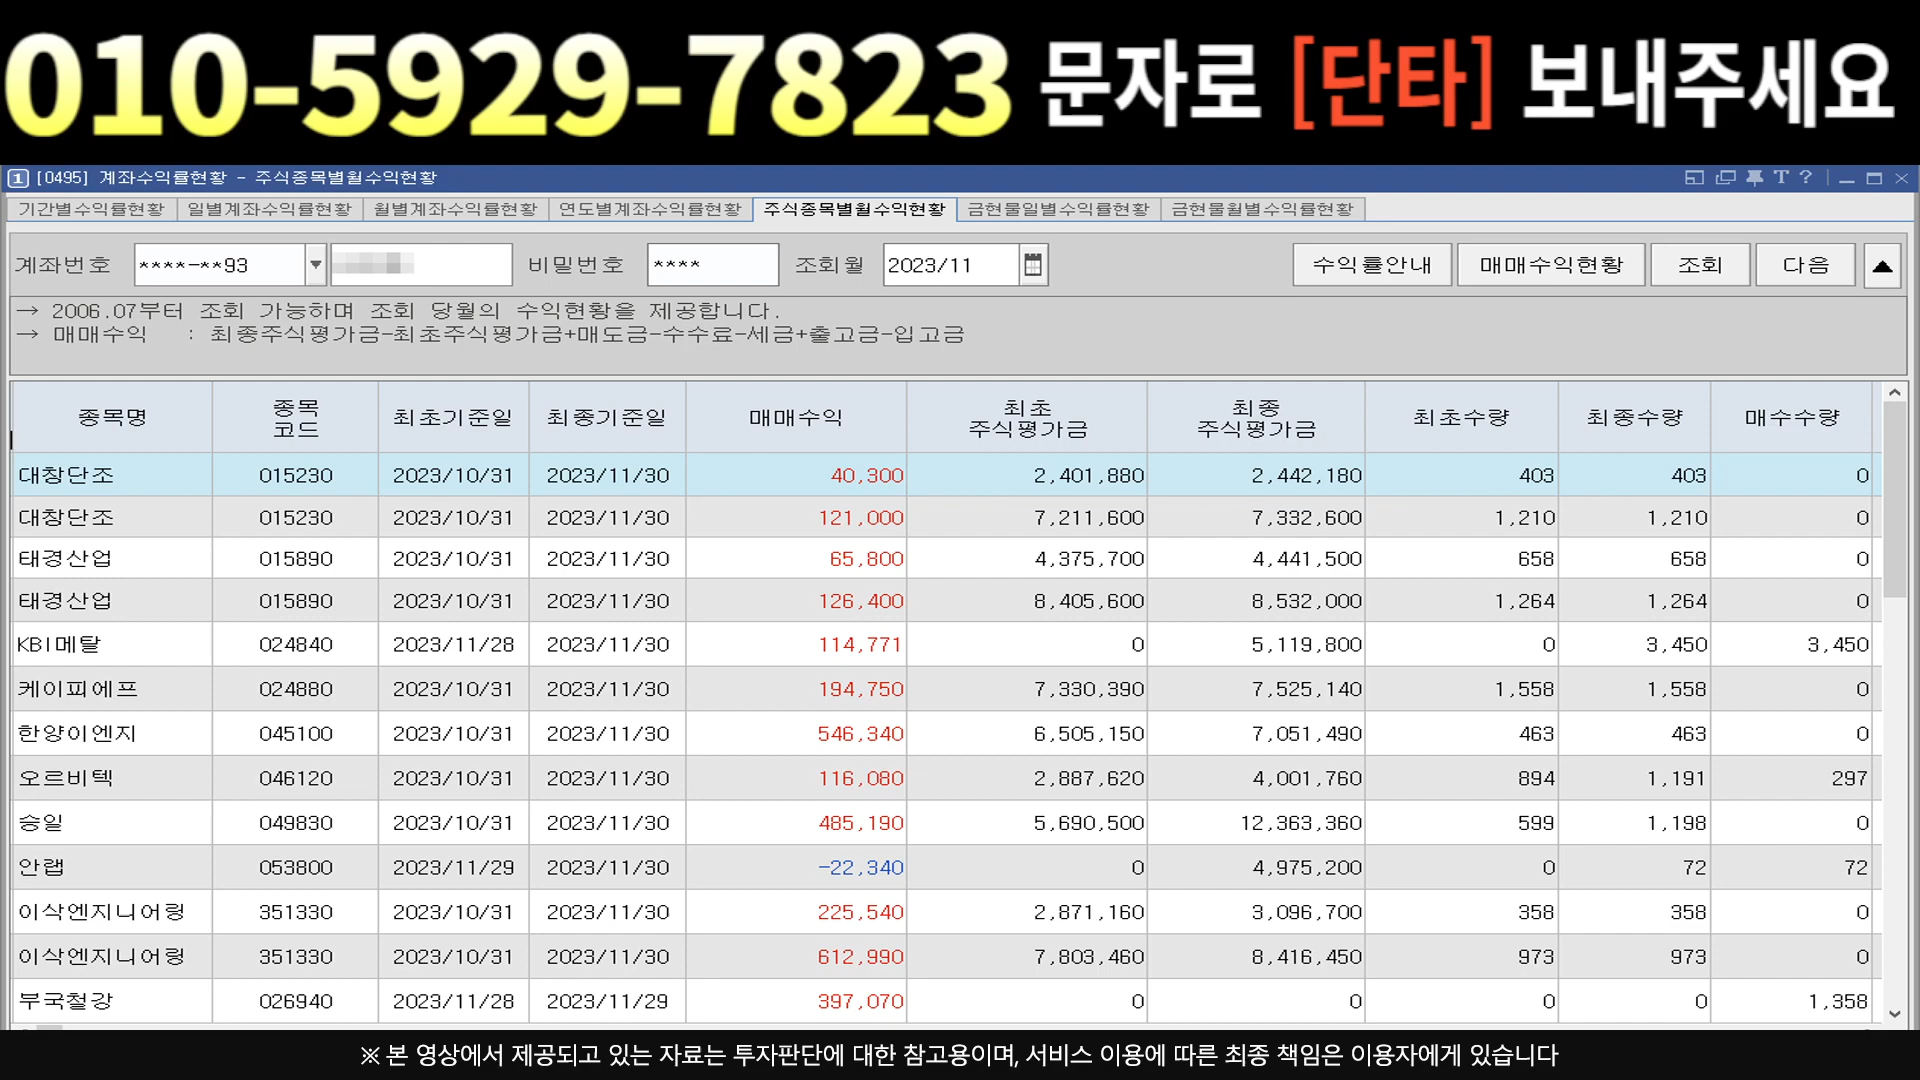 010-5929-7823 문자로 [단타] 보내주세요
1 [0495] 계좌수익률현황 - 주식종목별월수익현황 T ?
기간별수익률현황 일별계좌수익률현황 월별계좌수익률현황 연도별계좌수익률현황 주식종목별월수익현황 금현물일별수익률현황 금현물월별수익률현황
계좌번호 ****-**93 비밀번호 **** 조회월 2023/11 수익률안내 매매수익현황 조회 다음
→ 2006.07부터 조회 가능하며 조회 당월의 수익현황을 제공합니다.
→ 매매수익 : 최종주식평가금-최초주식평가금+매도금-수수료-세금+출고금-입고금
종목명 종목코드 최초기준일 최종기준일 매매수익 최초주식평가금 최종주식평가금 최초수량 최종수량 매수수량
대창단조 015230 2023/10/31 2023/11/30 40,300 2,401,880 2,442,180 403 403 0
대창단조 015230 2023/10/31 2023/11/30 121,000 7,211,600 7,332,600 1,210 1,210 0
태경산업 015890 2023/10/31 2023/11/30 65,800 4,375,700 4,441,500 658 658 0
태경산업 015890 2023/10/31 2023/11/30 126,400 8,405,600 8,532,000 1,264 1,264 0
KBI메탈 024840 2023/11/28 2023/11/30 114,771 0 5,119,800 0 3,450 3,450
케이피에프 024880 2023/10/31 2023/11/30 194,750 7,330,390 7,525,140 1,558 1,558 0
한양이엔지 045100 2023/10/31 2023/11/30 546,340 6,505,150 7,051,490 463 463 0
오르비텍 046120 2023/10/31 2023/11/30 116,080 2,887,620 4,001,760 894 1,191 297
승일 049830 2023/10/31 2023/11/30 485,190 5,690,500 12,363,360 599 1,198 0
안랩 053800 2023/11/29 2023/11/30 -22,340 0 4,975,200 0 72 72
이삭엔지니어링 351330 2023/10/31 2023/11/30 225,540 2,871,160 3,096,700 358 358 0
이삭엔지니어링 351330 2023/10/31 2023/11/30 612,990 7,803,460 8,416,450 973 973 0
부국철강 026940 2023/11/28 2023/11/29 397,070 0 0 0 0 1,358
※ 본 영상에서 제공되고 있는 자료는 투자판단에 대한 참고용이며, 서비스 이용에 따른 최종 책임은 이용자에게 있습니다